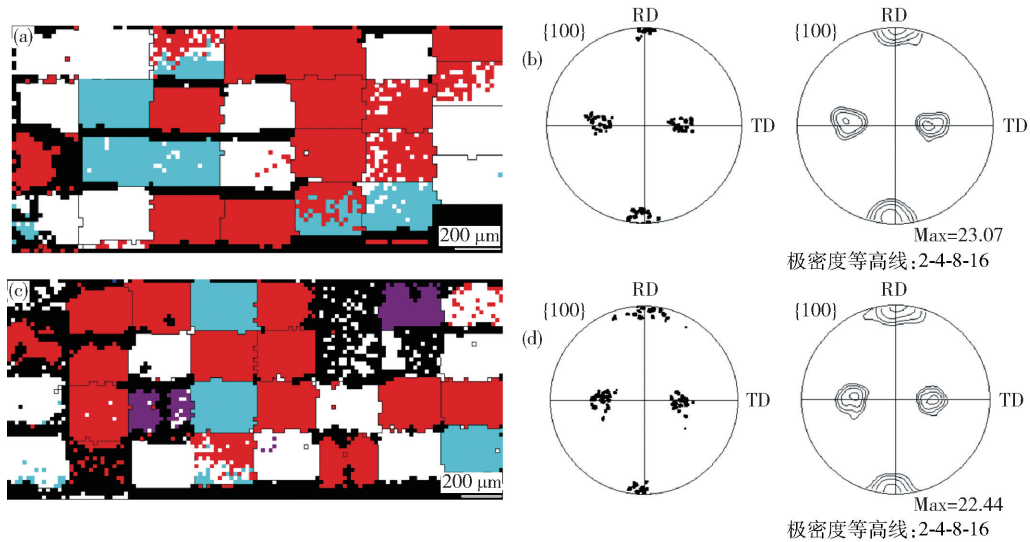 (a)
200 μm
(b)
{100}
RD
TD
{100}
RD
TD
Max=23.07
极密度等高线:2-4-8-16
(c)
200 μm
(d)
{100}
RD
TD
{100}
RD
TD
Max=22.44
极密度等高线:2-4-8-16